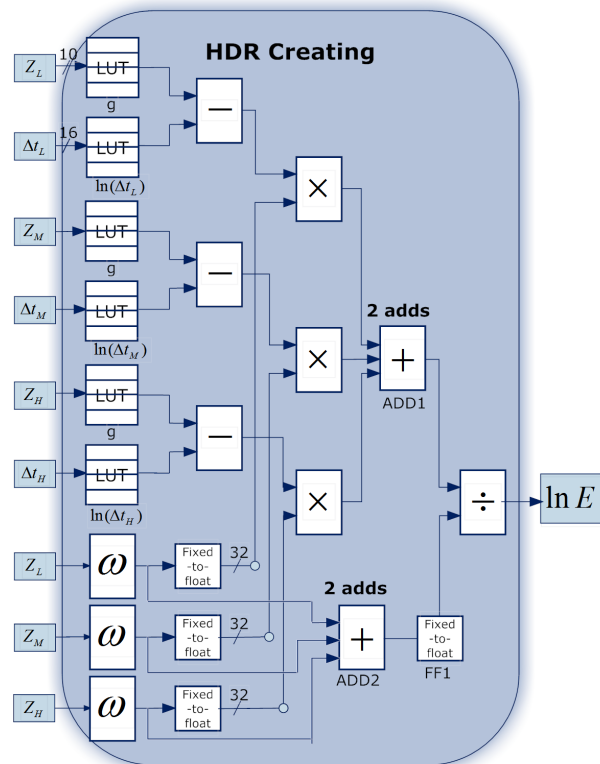 HDR Creating
Z_L
10
LUT
g
−
Δt_L
16
LUT
ln(Δt_L)
×
Z_M
LUT
g
−
Δt_M
LUT
ln(Δt_M)
2 adds
×
+
ADD1
Z_H
LUT
g
−
Δt_H
LUT
ln(Δt_H)
×
÷
ln E
Z_L
ω
Fixed
-to-
float
32
2 adds
Z_M
ω
Fixed
-to-
float
32
+
ADD2
Fixed
-to-
float
FF1
Z_H
ω
Fixed
-to-
float
32